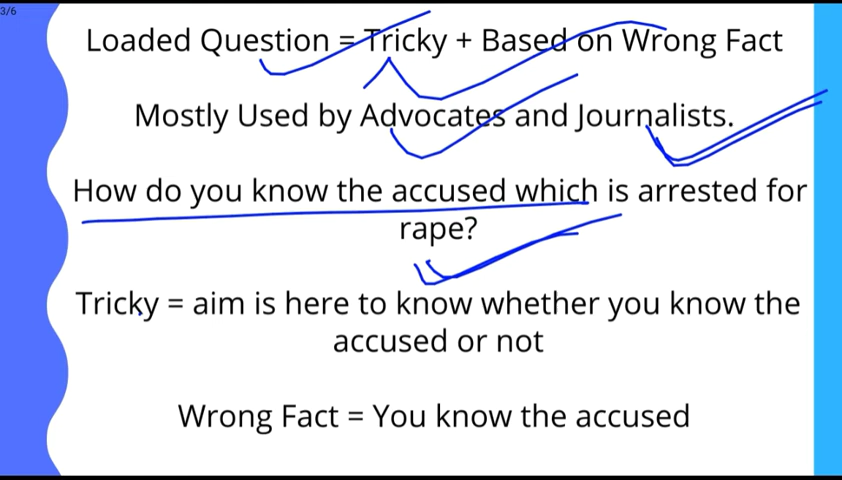 3/6
Loaded Question = Tricky + Based on Wrong Fact
Mostly Used by Advocates and Journalists.
How do you know the accused which is arrested for
rape?
Tricky = aim is here to know whether you know the
accused or not
Wrong Fact = You know the accused